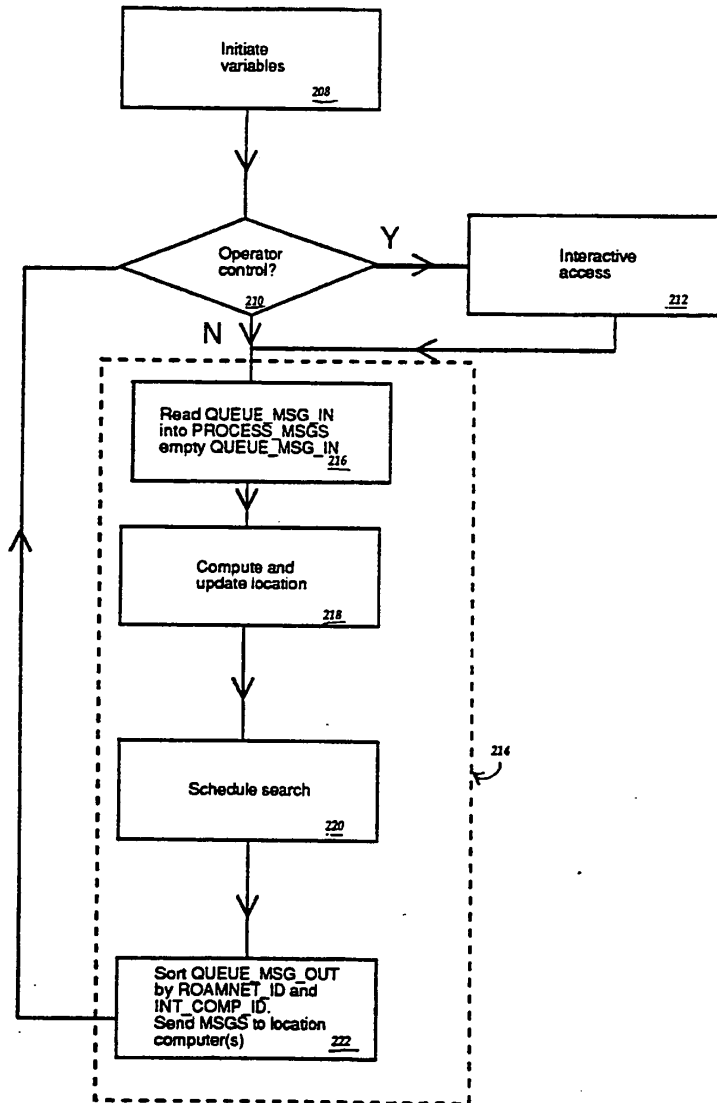 Initiate
variables
208
Operator
control?
210
Y
Interactive
access
212
N
Read QUEUE_MSG_IN
into PROCESS_MSGS
empty QUEUE_MSG_IN
216
Compute and
update location
218
Schedule search
220
214
Sort QUEUE_MSG_OUT
by ROAMNET_ID and
INT_COMP_ID.
Send MSGS to location
computer(s)
222